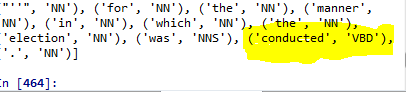 ("''", 'NN'), ('for', 'NN'), ('the', 'NN'), ('manner',
'NN'), ('in', 'NN'), ('which', 'NN'), ('the', 'NN'),
'election', 'NN'), ('was', 'NNS'), ('conducted', 'VBD'),
'.', 'NN')]
In [464]: